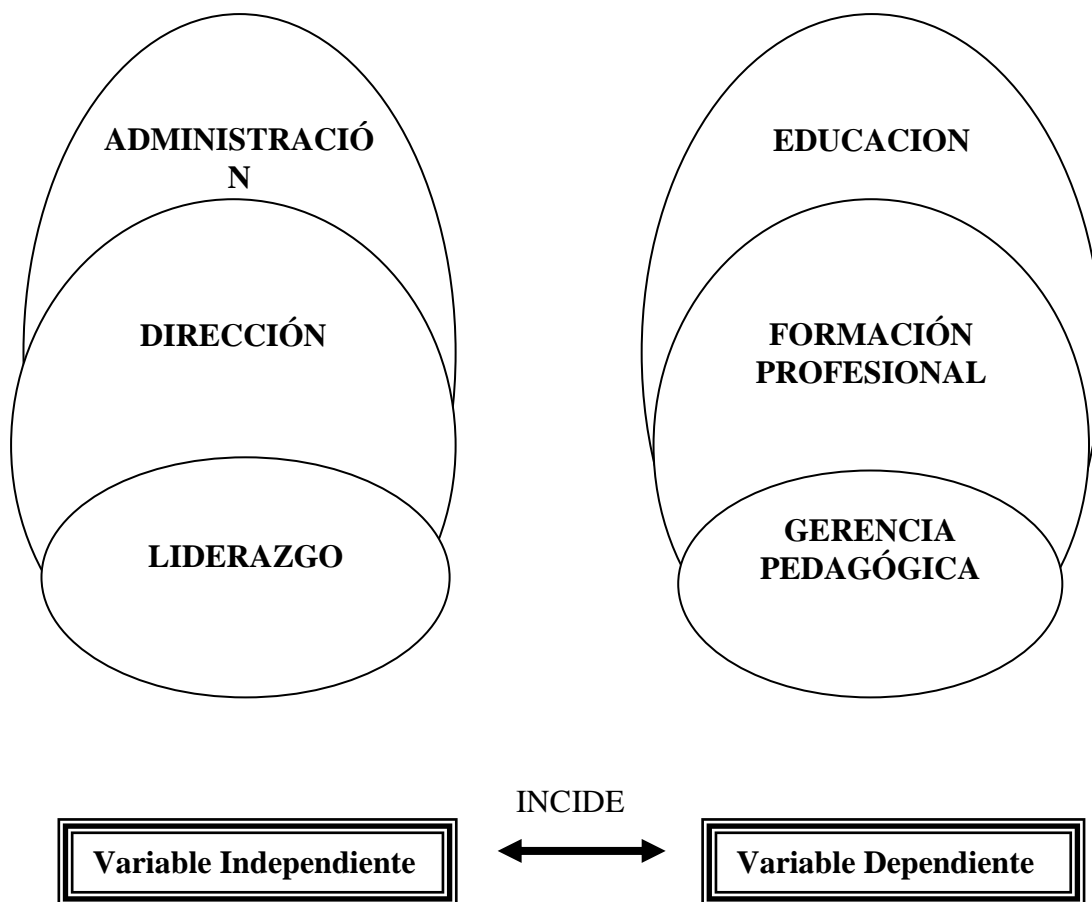 ADMINISTRACIÓ
N
DIRECCIÓN
LIDERAZGO
EDUCACION
FORMACIÓN
PROFESIONAL
GERENCIA
PEDAGÓGICA
INCIDE
Variable Independiente
Variable Dependiente